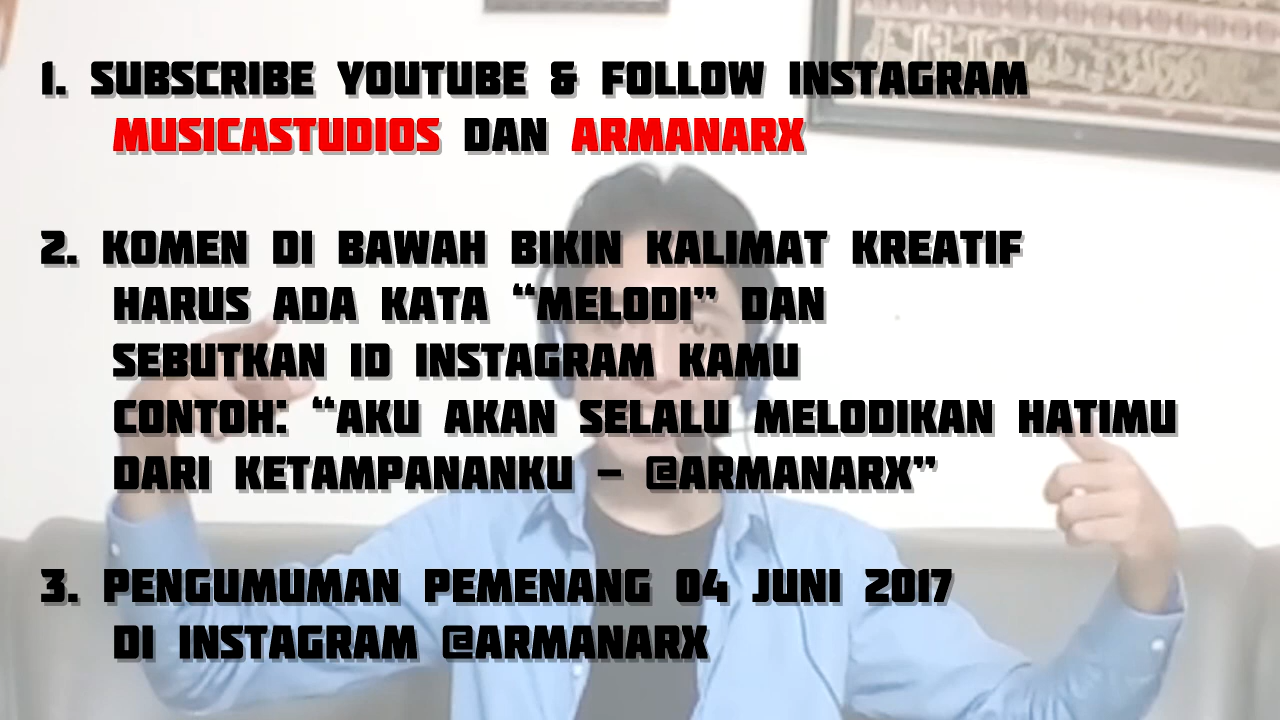 1. SUBSCRIBE YOUTUBE & FOLLOW INSTAGRAM
MUSICASTUDIOS DAN ARMANARX
2. KOMEN DI BAWAH BIKIN KALIMAT KREATIF
HARUS ADA KATA “MELODI” DAN
SEBUTKAN ID INSTAGRAM KAMU
CONTOH: “AKU AKAN SELALU MELODIKAN HATIMU
DARI KETAMPANANKU – @ARMANARX”
3. PENGUMUMAN PEMENANG 04 JUNI 2017
DI INSTAGRAM @ARMANARX